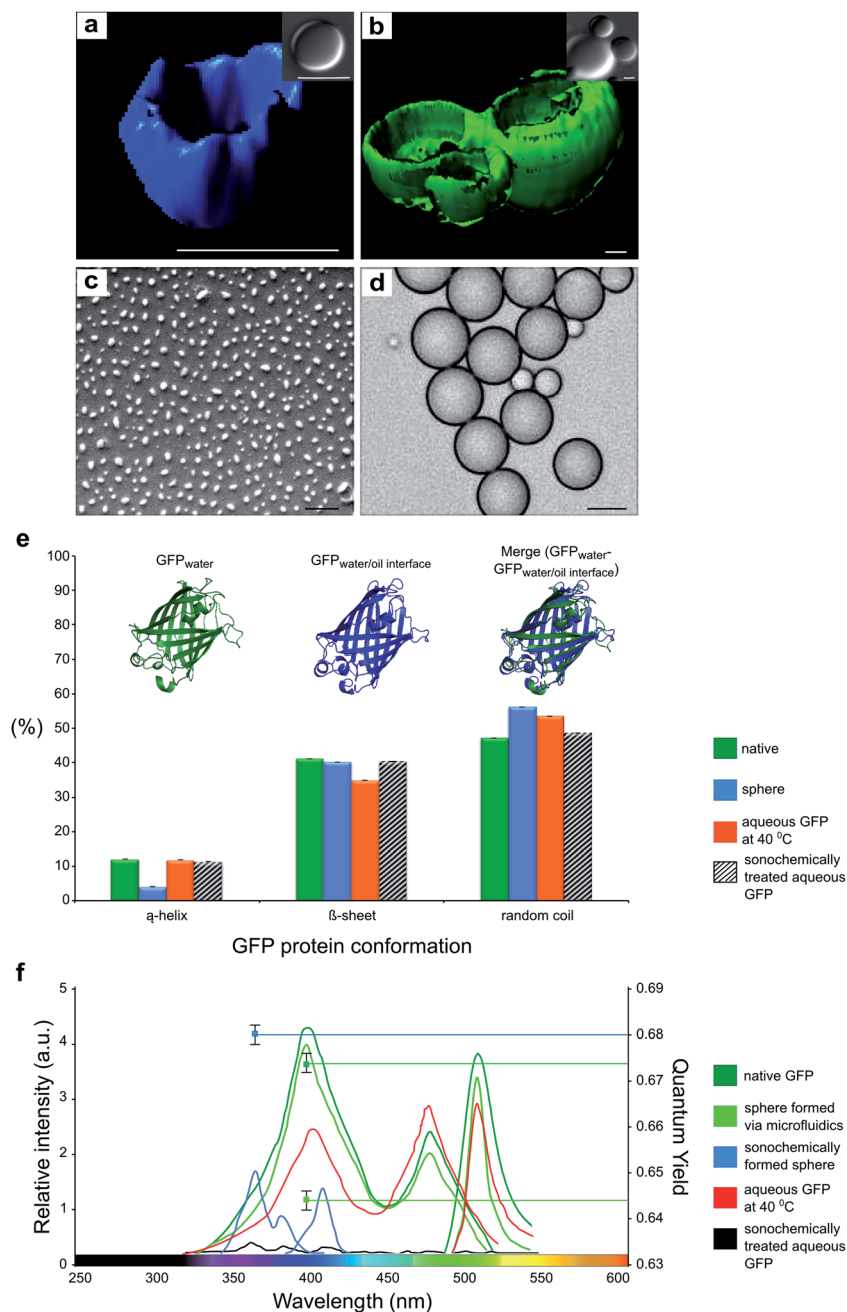 a
b
c
d
e
100
90
80
70
60
50
40
30
20
10
0
(%)
GFPwater
GFPwater/oil interface
Merge (GFPwater-
GFPwater/oil interface)
native
sphere
aqueous GFP
at 40 ⁰C
sonochemically
treated aqueous
GFP
ą-helix
ß-sheet
random coil
GFP protein conformation
f
Relative intensity (a.u.)
5
4
3
2
1
0
0.69
0.68
0.67
0.66
0.65
0.64
0.63
Quantum Yield
250
300
350
400
450
500
550
600
Wavelength (nm)
native GFP
sphere formed
via microfluidics
sonochemically
formed sphere
aqueous GFP
at 40 ⁰C
sonochemically
treated aqueous
GFP